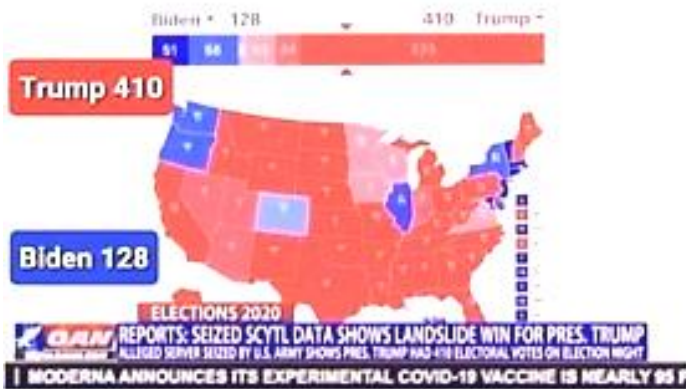 Biden 128 410 Trump
51
Trump 410
Biden 128
ELECTIONS 2020
OAN REPORTS: SEIZED SCYTL DATA SHOWS LANDSLIDE WIN FOR PRES. TRUMP
ALLEGED SERVER SEIZED BY U.S. ARMY SHOWS PRES. TRUMP HAD 410 ELECTORAL VOTES ON ELECTION NIGHT
MODERNA ANNOUNCES ITS EXPERIMENTAL COVID-19 VACCINE IS NEARLY 95